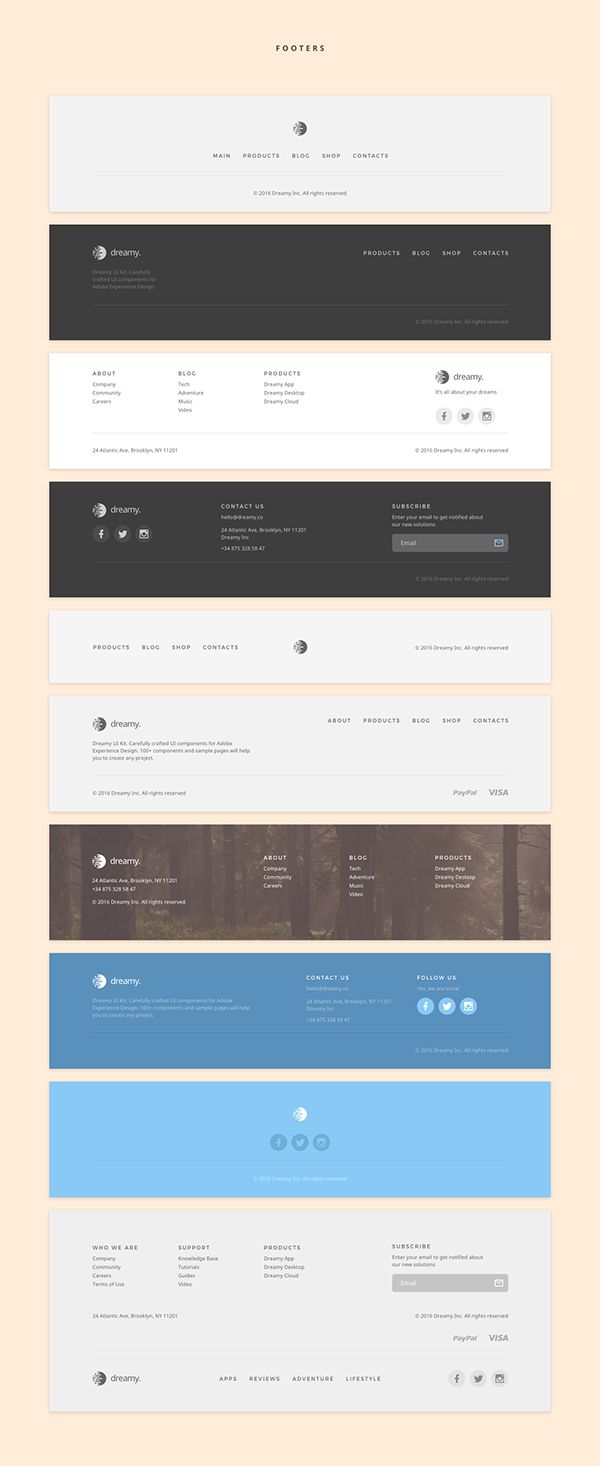 FOOTERS
MAIN PRODUCTS BLOG SHOP CONTACTS
© 2016 Dreamy Inc. All rights reserved
dreamy.
PRODUCTS BLOG SHOP CONTACTS
Dreamy UI Kit. Carefully
crafted UI components for
Adobe Experience Design.
© 2016 Dreamy Inc. All rights reserved
ABOUT
Company
Community
Careers
BLOG
Tech
Adventure
Music
Video
PRODUCTS
Dreamy App
Dreamy Desktop
Dreamy Cloud
dreamy.
It's all about your dreams
24 Atlantic Ave, Brooklyn, NY 11201
© 2016 Dreamy Inc. All rights reserved
dreamy.
CONTACT US
hello@dreamy.co
24 Atlantic Ave, Brooklyn, NY 11201
Dreamy Inc
+34 875 328 58 47
SUBSCRIBE
Enter your email to get notified about
our new solutions
Email
© 2016 Dreamy Inc. All rights reserved
PRODUCTS BLOG SHOP CONTACTS
© 2016 Dreamy Inc. All rights reserved
dreamy.
ABOUT PRODUCTS BLOG SHOP CONTACTS
Dreamy UI Kit. Carefully crafted UI components for Adobe
Experience Design. 100+ components and sample pages will help
you to create any project.
© 2016 Dreamy Inc. All rights reserved
PayPal VISA
dreamy.
24 Atlantic Ave, Brooklyn, NY 11201
+34 875 328 58 47
© 2016 Dreamy Inc. All rights reserved
ABOUT
Company
Community
Careers
BLOG
Tech
Adventure
Music
Video
PRODUCTS
Dreamy App
Dreamy Desktop
Dreamy Cloud
dreamy.
Dreamy UI Kit. Carefully crafted UI components for Adobe
Experience Design. 100+ components and sample pages will help
you to create any project.
CONTACT US
hello@dreamy.co
24 Atlantic Ave, Brooklyn, NY 11201
Dreamy Inc
+34 875 328 58 47
FOLLOW US
Yes, we are social
© 2016 Dreamy Inc. All rights reserved
© 2016 Dreamy Inc. All rights reserved
WHO WE ARE
Company
Community
Careers
Terms of Use
SUPPORT
Knowledge Base
Tutorials
Guides
Video
PRODUCTS
Dreamy App
Dreamy Desktop
Dreamy Cloud
SUBSCRIBE
Enter your email to get notified about
our new solutions
Email
24 Atlantic Ave, Brooklyn, NY 11201
© 2016 Dreamy Inc. All rights reserved
PayPal VISA
dreamy.
APPS REVIEWS ADVENTURE LIFESTYLE